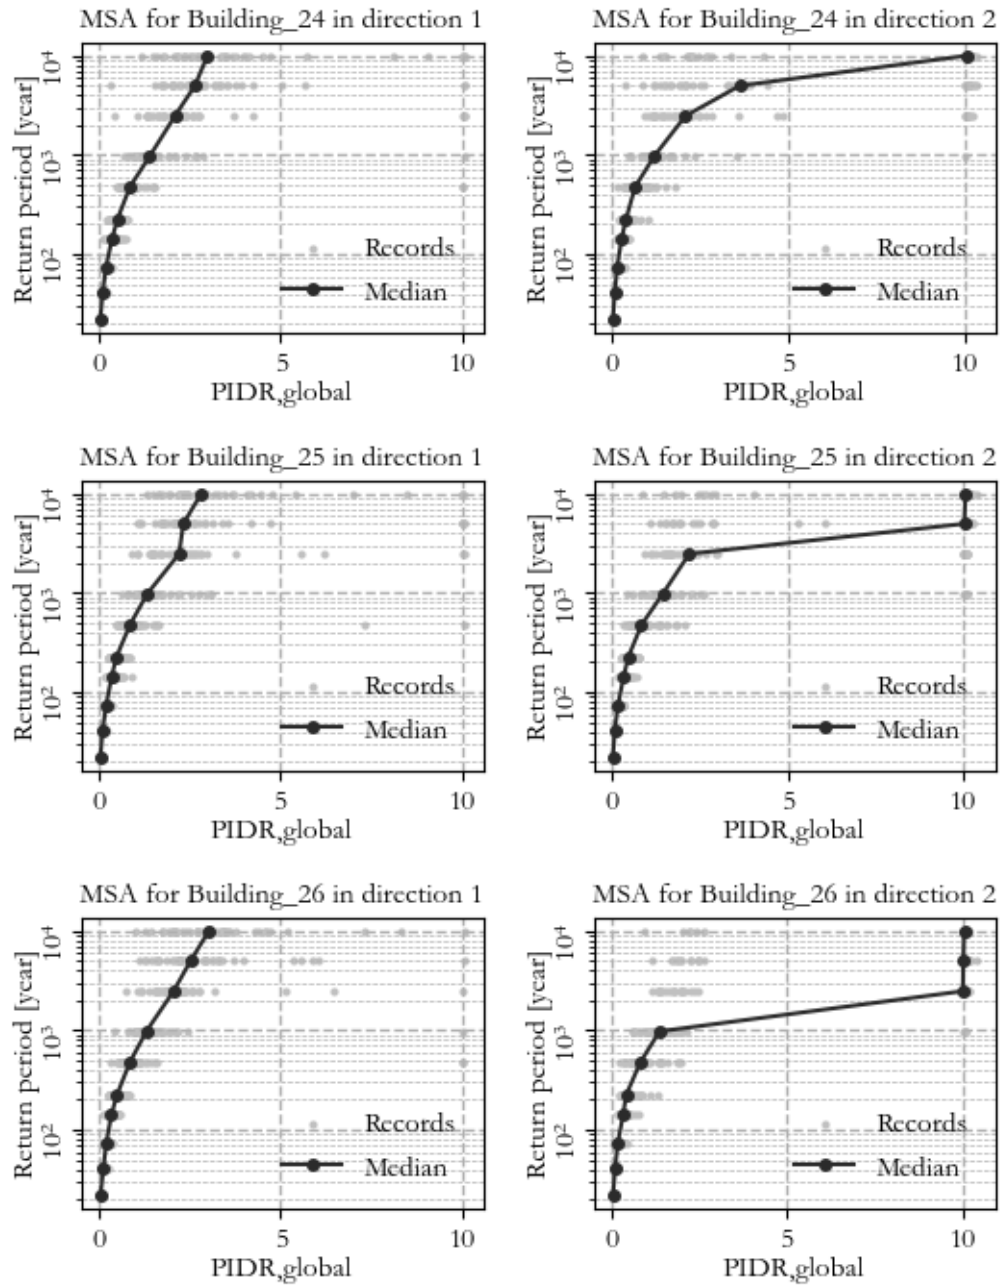 MSA for Building_24 in direction 1
Return period [year]
10⁴
10³
10²
Records
Median
0 5 10
PIDR,global
MSA for Building_24 in direction 2
Return period [year]
10⁴
10³
10²
Records
Median
0 5 10
PIDR,global
MSA for Building_25 in direction 1
Return period [year]
10⁴
10³
10²
Records
Median
0 5 10
PIDR,global
MSA for Building_25 in direction 2
Return period [year]
10⁴
10³
10²
Records
Median
0 5 10
PIDR,global
MSA for Building_26 in direction 1
Return period [year]
10⁴
10³
10²
Records
Median
0 5 10
PIDR,global
MSA for Building_26 in direction 2
Return period [year]
10⁴
10³
10²
Records
Median
0 5 10
PIDR,global